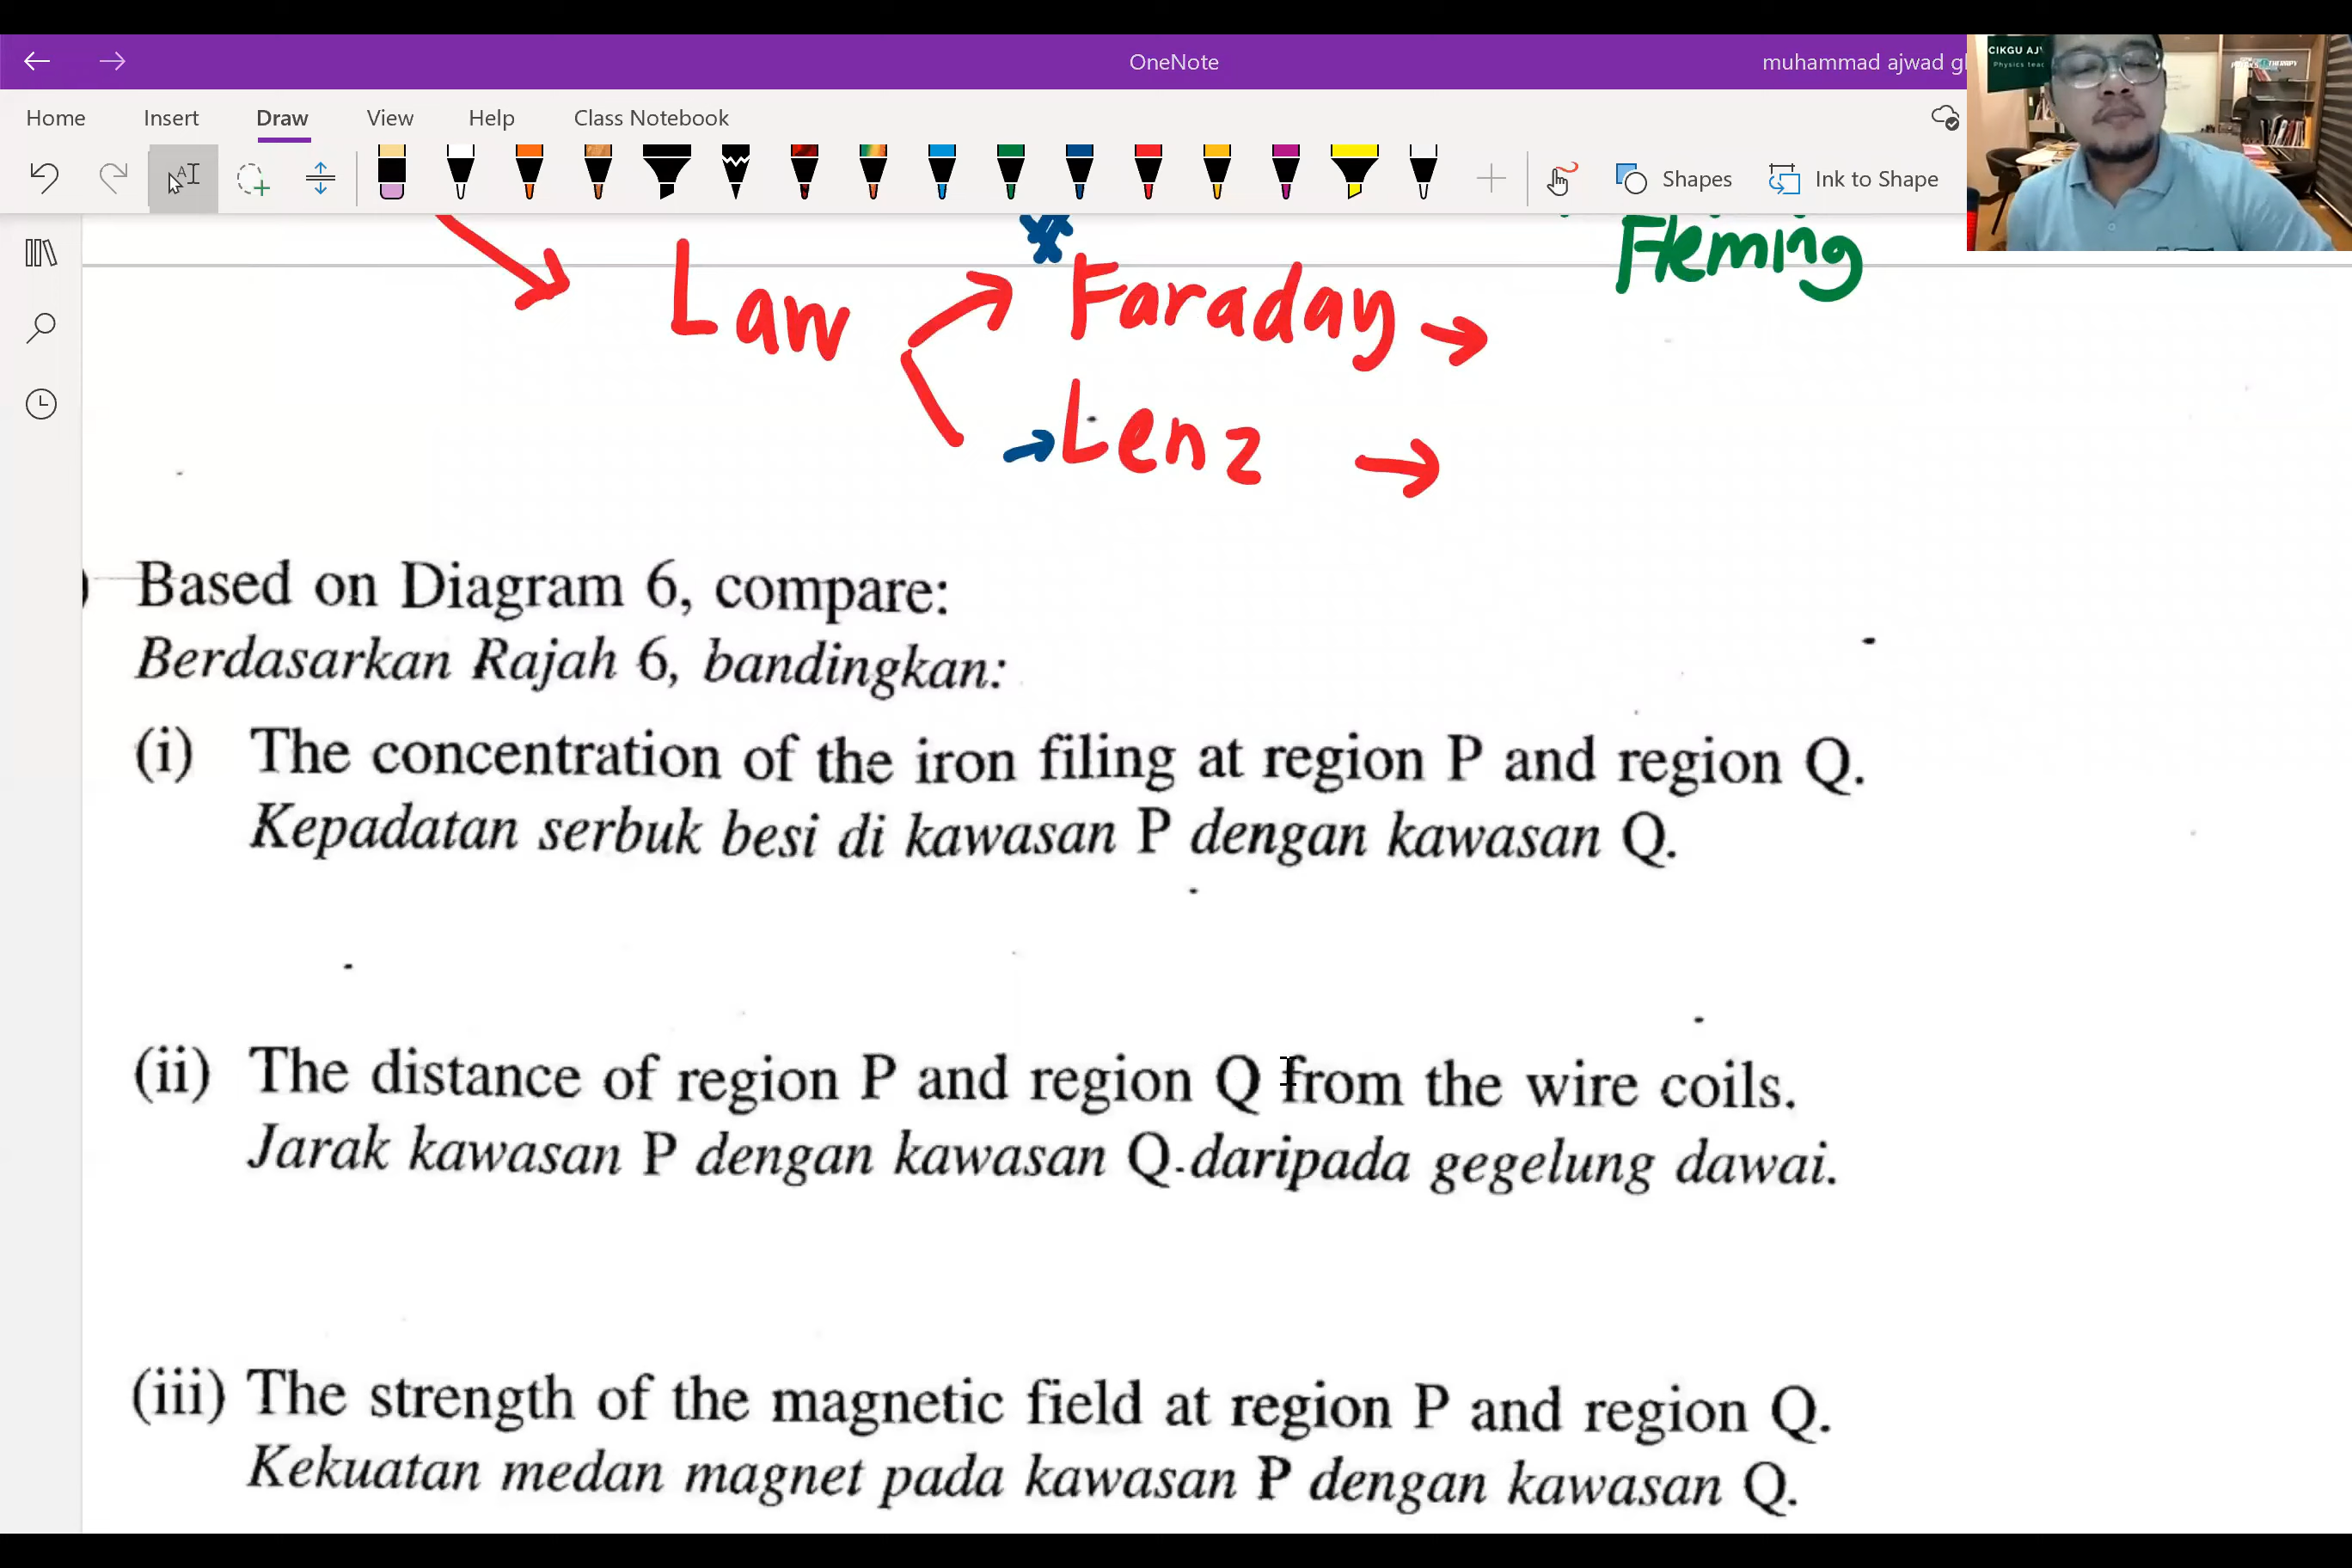 OneNote
muhammad ajwad gl
CIKGU AJ
Physics teac
Home Insert Draw View Help Class Notebook
Shapes Ink to Shape
Fleming
Law Faraday
Lenz
Based on Diagram 6, compare:
Berdasarkan Rajah 6, bandingkan:
(i) The concentration of the iron filing at region P and region Q.
Kepadatan serbuk besi di kawasan P dengan kawasan Q.
(ii) The distance of region P and region Q from the wire coils.
Jarak kawasan P dengan kawasan Q daripada gegelung dawai.
(iii) The strength of the magnetic field at region P and region Q.
Kekuatan medan magnet pada kawasan P dengan kawasan Q.